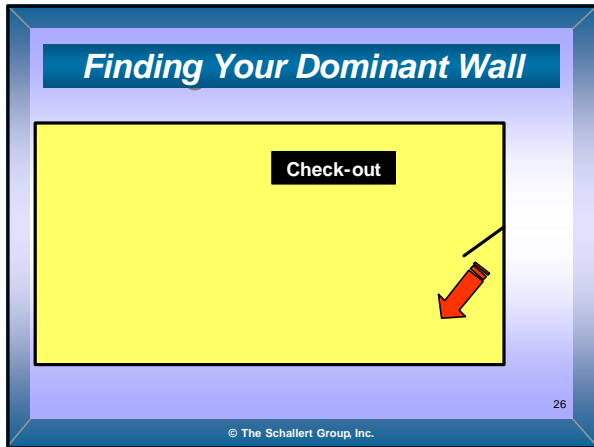 Finding Your Dominant Wall
Check-out
26
© The Schallert Group, Inc.